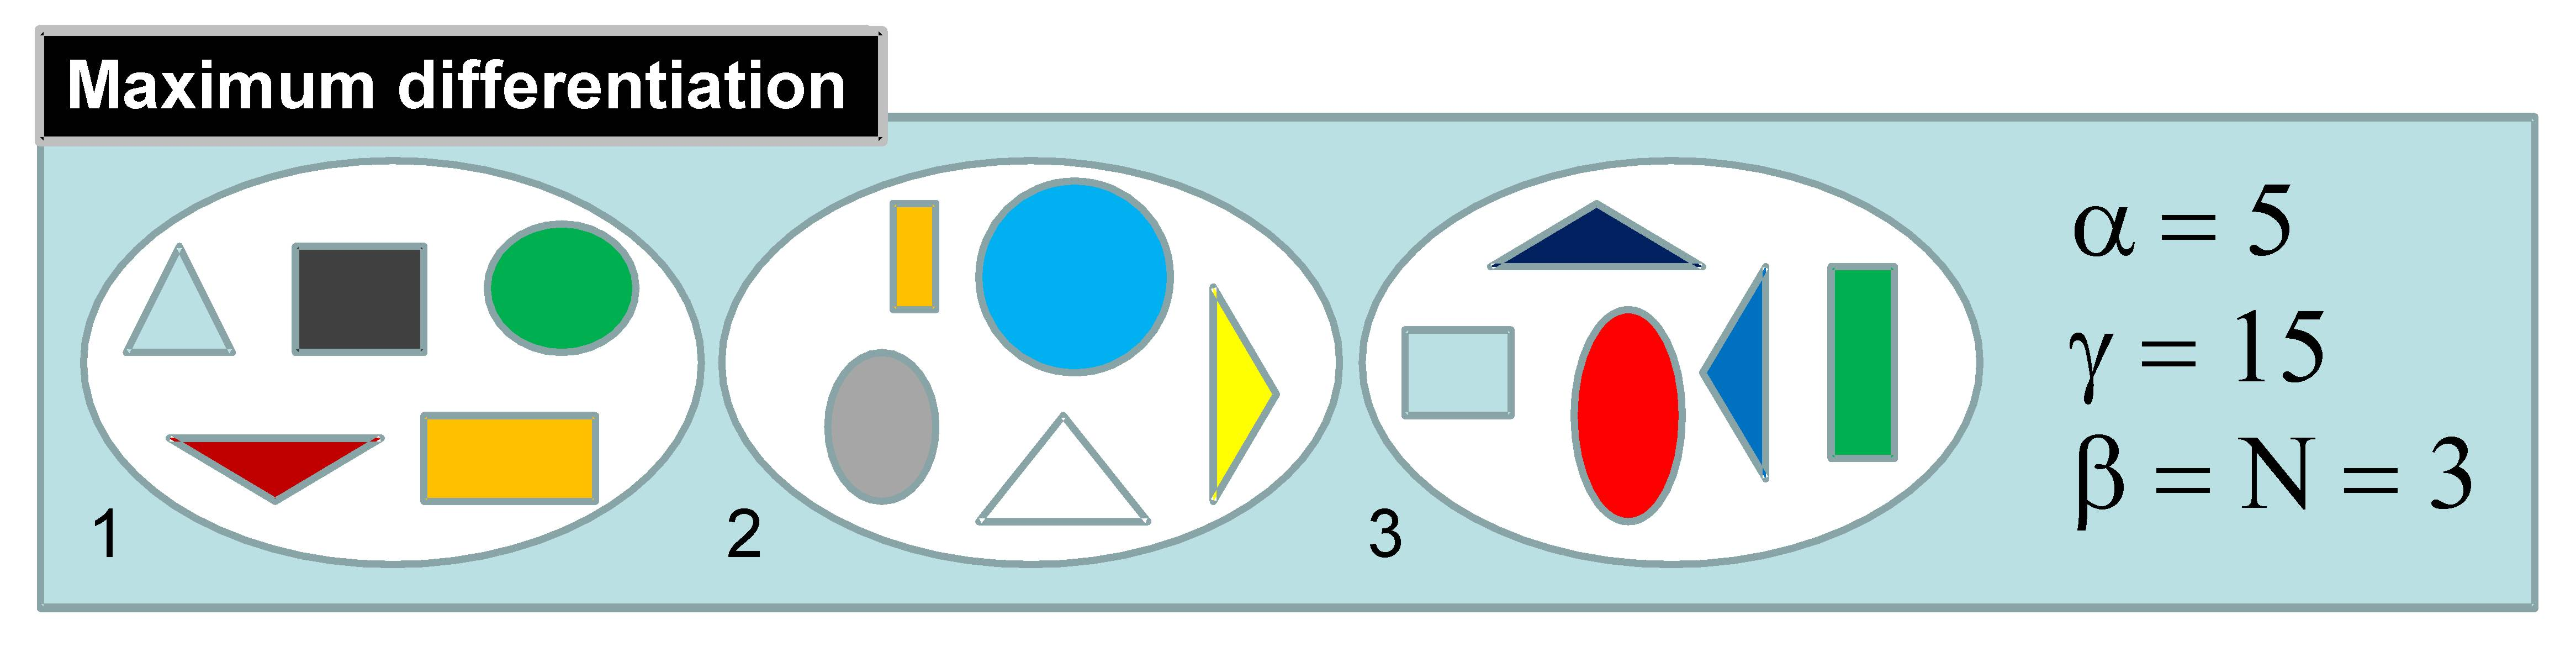 Maximum differentiation
α = 5
γ = 15
β = N = 3
1
2
3